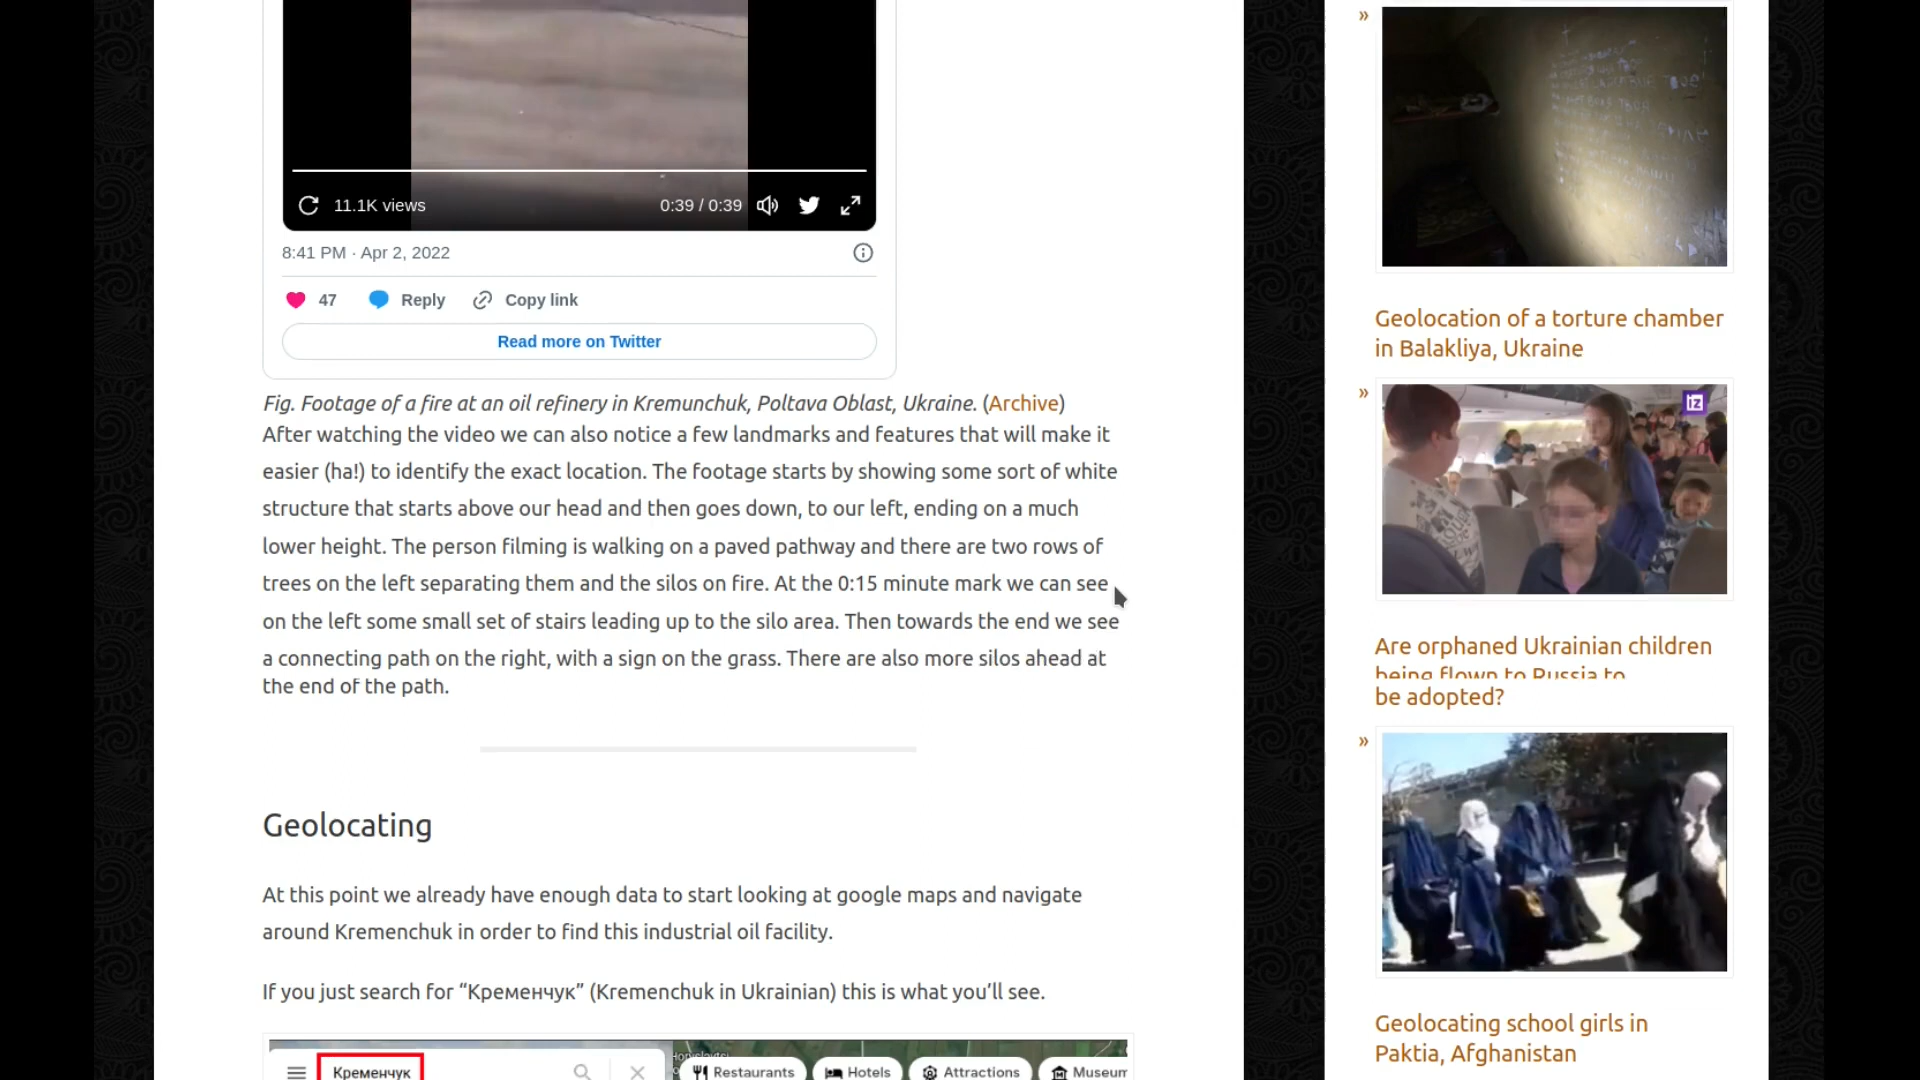 11.1K views
0:39 / 0:39
8:41 PM · Apr 2, 2022
47
Reply
Copy link
Read more on Twitter
Fig. Footage of a fire at an oil refinery in Kremunchuk, Poltava Oblast, Ukraine. (Archive)
After watching the video we can also notice a few landmarks and features that will make it
easier (ha!) to identify the exact location. The footage starts by showing some sort of white
structure that starts above our head and then goes down, to our left, ending on a much
lower height. The person filming is walking on a paved pathway and there are two rows of
trees on the left separating them and the silos on fire. At the 0:15 minute mark we can see
on the left some small set of stairs leading up to the silo area. Then towards the end we see
a connecting path on the right, with a sign on the grass. There are also more silos ahead at
the end of the path.
Geolocating
At this point we already have enough data to start looking at google maps and navigate
around Kremenchuk in order to find this industrial oil facility.
If you just search for “Кременчук” (Kremenchuk in Ukrainian) this is what you’ll see.
Кременчук
Restaurants
Hotels
Attractions
Museum
»
Geolocation of a torture chamber
in Balakliya, Ukraine
»
iz
Are orphaned Ukrainian children
being flown to Russia to
be adopted?
»
Geolocating school girls in
Paktia, Afghanistan